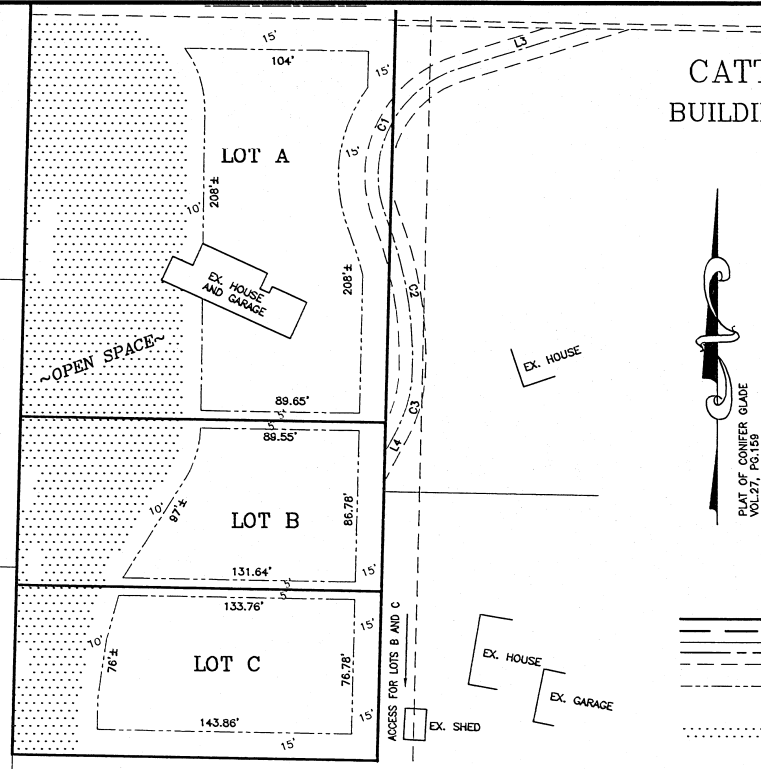 15'
104'
15'
L3
CATT
BUILDI
C1
15'
LOT A
208'±
10'
208'±
C2
EX. HOUSE
AND GARAGE
~OPEN SPACE~
EX. HOUSE
89.65'
C3
5'
5'
89.55'
L4
PLAT OF CONIFER GLADE
VOL.27, PG.159
10'
97'±
LOT B
86.78'
131.64'
15'
5'
5'
133.76'
15'
10'
76'±
LOT C
76.78'
ACCESS FOR LOTS B AND C
EX. HOUSE
EX. GARAGE
143.86'
15'
15'
EX. SHED